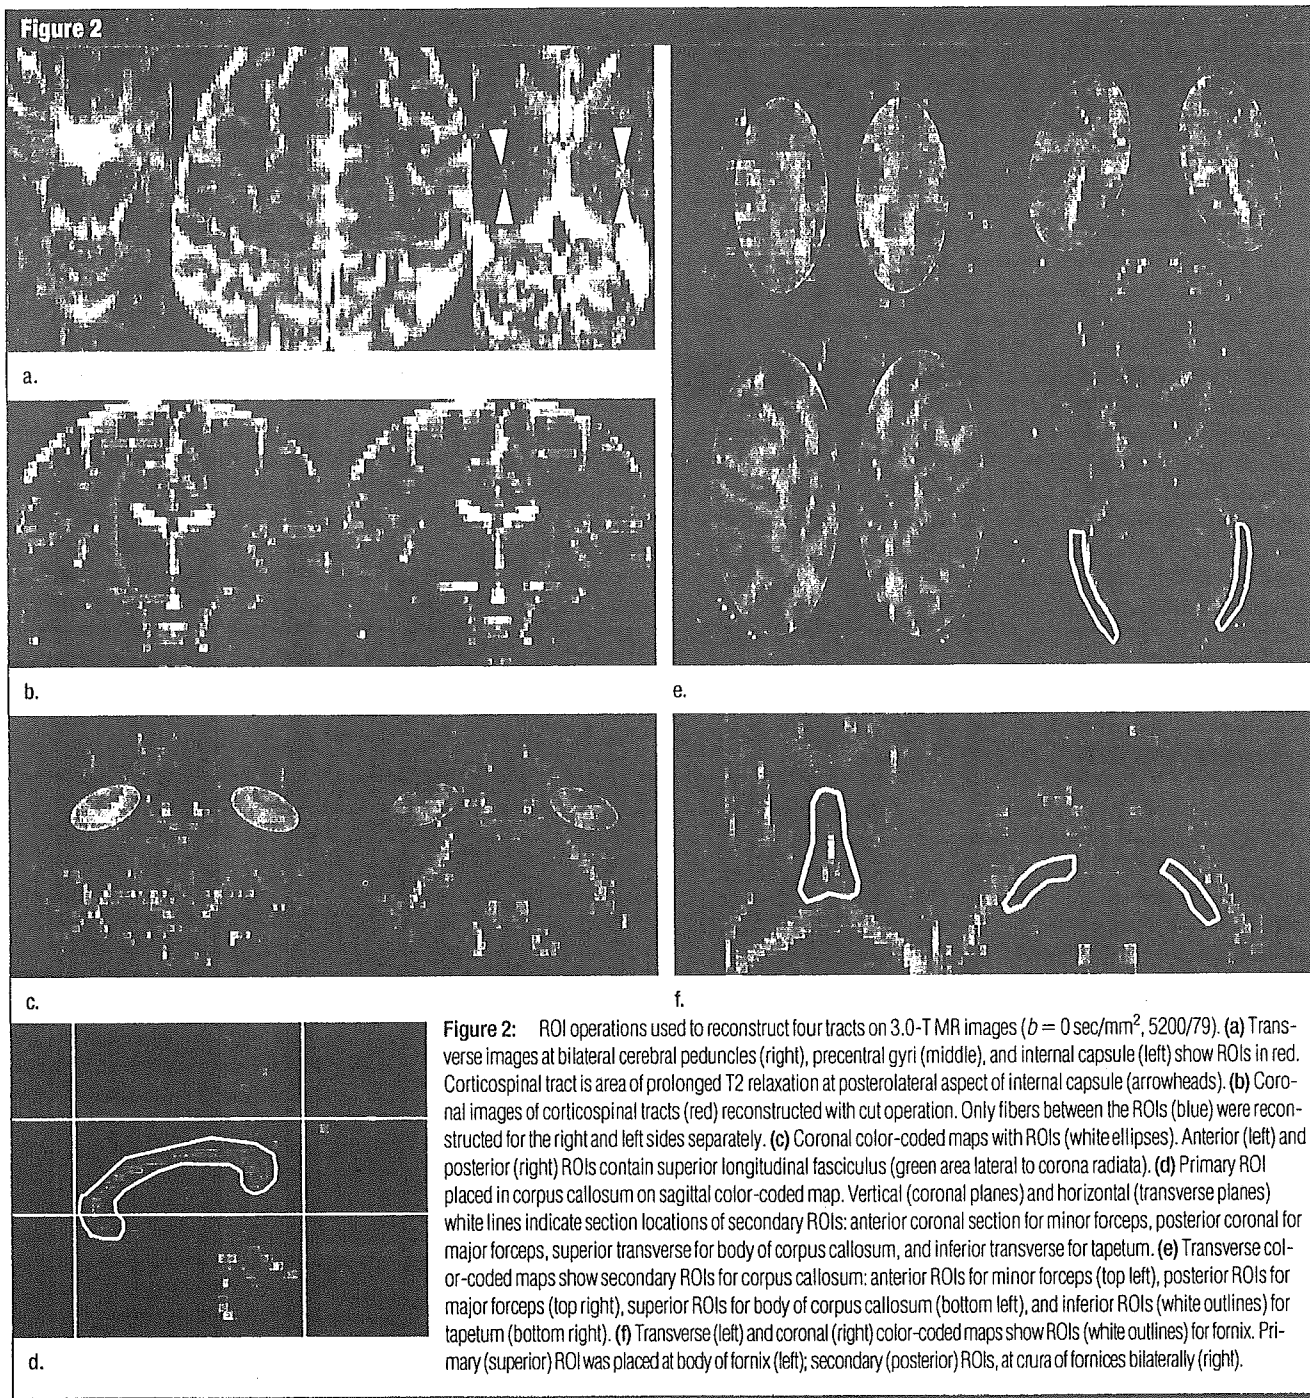 Figure 2
a.
b.
e.
c.
f.
d.
Figure 2: ROI operations used to reconstruct four tracts on 3.0-T MR images (b = 0 sec/mm², 5200/79). (a) Trans-
verse images at bilateral cerebral peduncles (right), precentral gyri (middle), and internal capsule (left) show ROIs in red.
Corticospinal tract is area of prolonged T2 relaxation at posterolateral aspect of internal capsule (arrowheads). (b) Coro-
nal images of corticospinal tracts (red) reconstructed with cut operation. Only fibers between the ROIs (blue) were recon-
structed for the right and left sides separately. (c) Coronal color-coded maps with ROIs (white ellipses). Anterior (left) and
posterior (right) ROIs contain superior longitudinal fasciculus (green area lateral to corona radiata). (d) Primary ROI
placed in corpus callosum on sagittal color-coded map. Vertical (coronal planes) and horizontal (transverse planes)
white lines indicate section locations of secondary ROIs: anterior coronal section for minor forceps, posterior coronal for
major forceps, superior transverse for body of corpus callosum, and inferior transverse for tapetum. (e) Transverse col-
or-coded maps show secondary ROIs for corpus callosum: anterior ROIs for minor forceps (top left), posterior ROIs for
major forceps (top right), superior ROIs for body of corpus callosum (bottom left), and inferior ROIs (white outlines) for
tapetum (bottom right). (f) Transverse (left) and coronal (right) color-coded maps show ROIs (white outlines) for fornix. Pri-
mary (superior) ROI was placed at body of fornix (left); secondary (posterior) ROIs, at crura of fornices bilaterally (right).